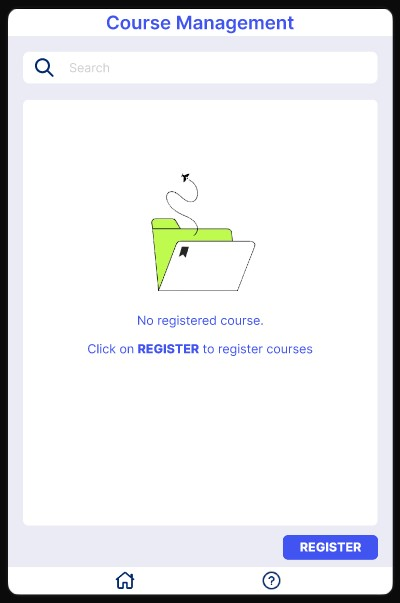 Course Management
Search
No registered course.
Click on REGISTER to register courses
REGISTER